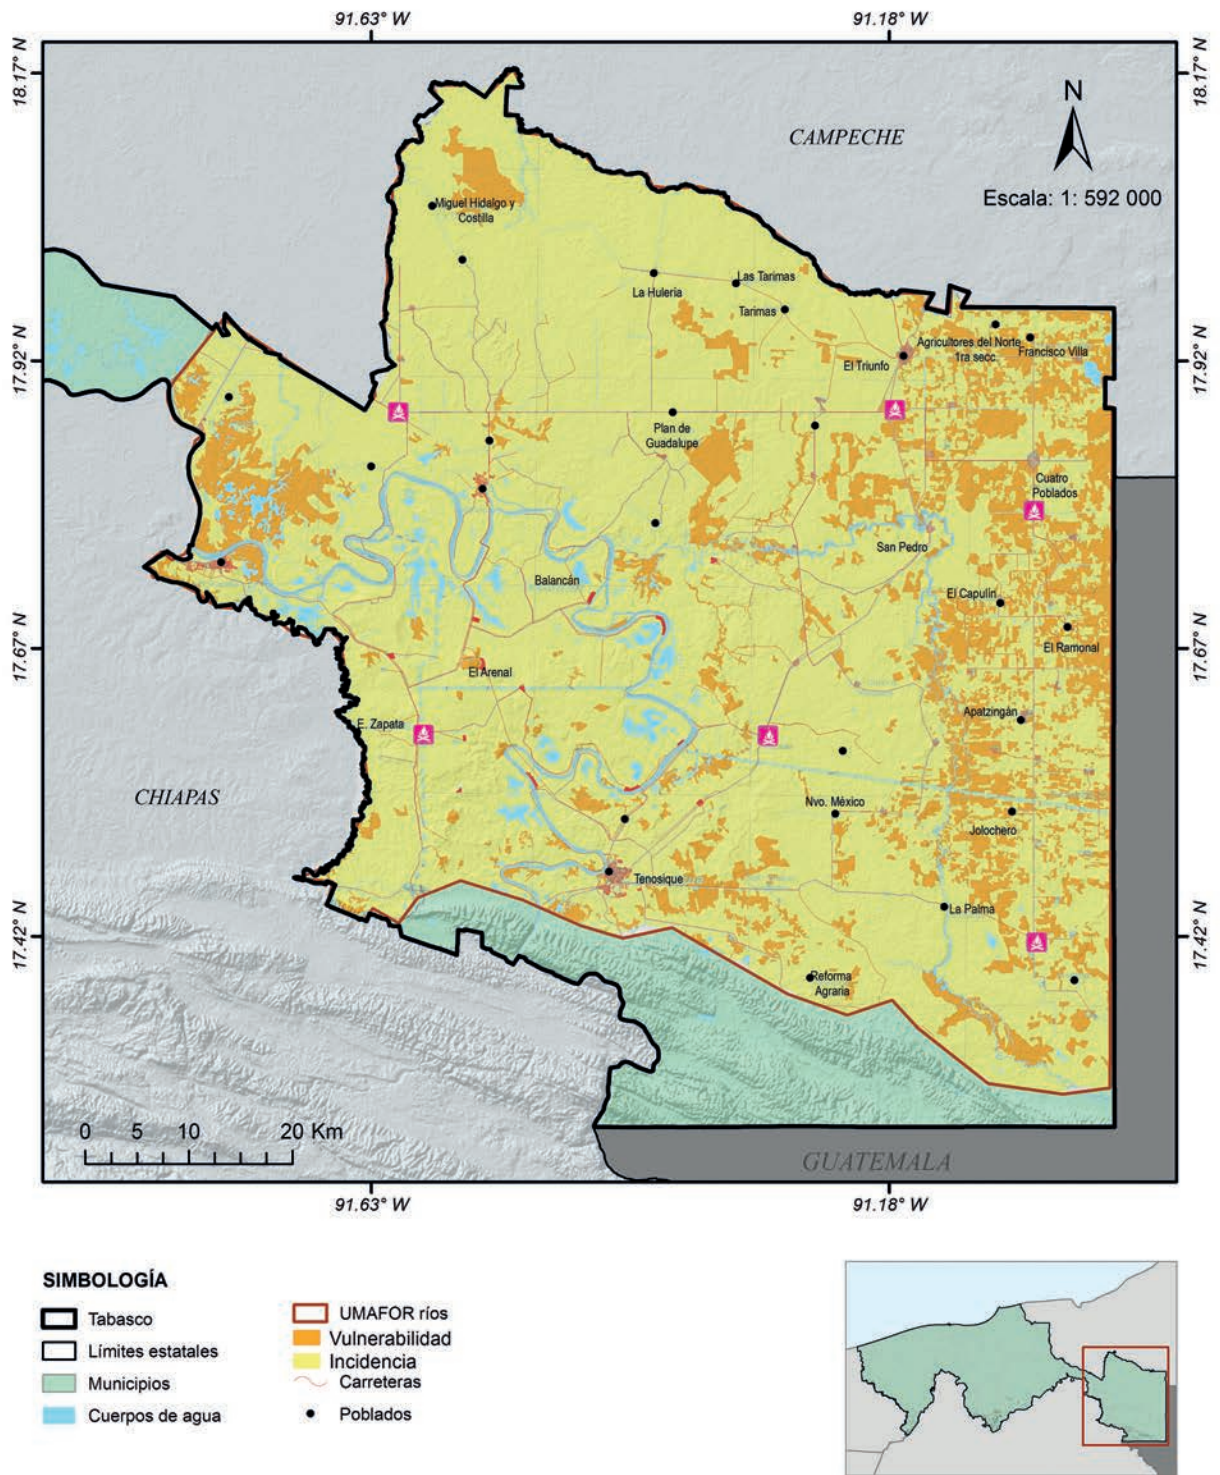 91.63° W
91.18° W
18.17° N
18.17° N
N
CAMPECHE
Escala: 1: 592 000
Miguel Hidalgo y
Costilla
Las Tarimas
La Hulería
Tarimas
Agricultores del Norte
1ra secc.
Francisco Villa
El Triunfo
17.92° N
17.92° N
Plan de
Guadalupe
Cuatro
Poblados
San Pedro
Balancán
El Capulín
El Ramonal
17.67° N
17.67° N
El Arenal
Apatzingán
E. Zapata
CHIAPAS
Nvo. México
Jolochero
Tenosique
La Palma
17.42° N
17.42° N
Reforma
Agraria
0 5 10 20 Km
GUATEMALA
91.63° W
91.18° W
SIMBOLOGÍA
Tabasco
Límites estatales
Municipios
Cuerpos de agua
UMAFOR ríos
Vulnerabilidad
Incidencia
Carreteras
Poblados